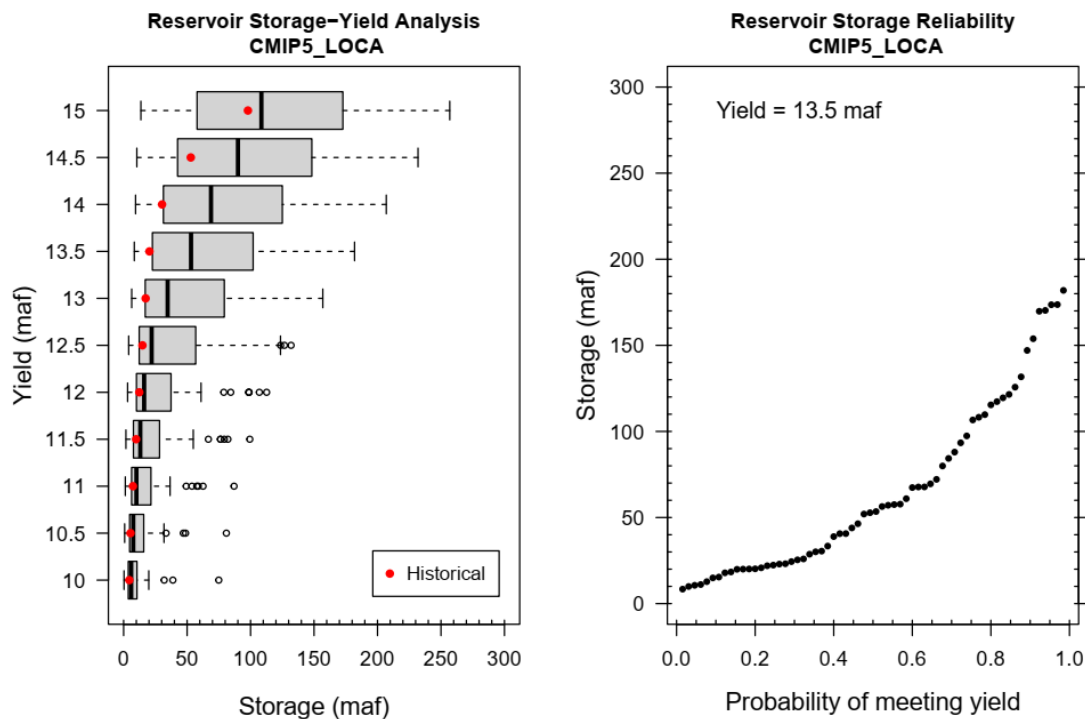 Reservoir Storage−Yield Analysis
CMIP5_LOCA
Yield (maf)
15
14.5
14
13.5
13
12.5
12
11.5
11
10.5
10
Historical
0 50 100 150 200 250 300
Storage (maf)
Reservoir Storage Reliability
CMIP5_LOCA
Yield = 13.5 maf
Storage (maf)
300
250
200
150
100
50
0
0.0 0.2 0.4 0.6 0.8 1.0
Probability of meeting yield